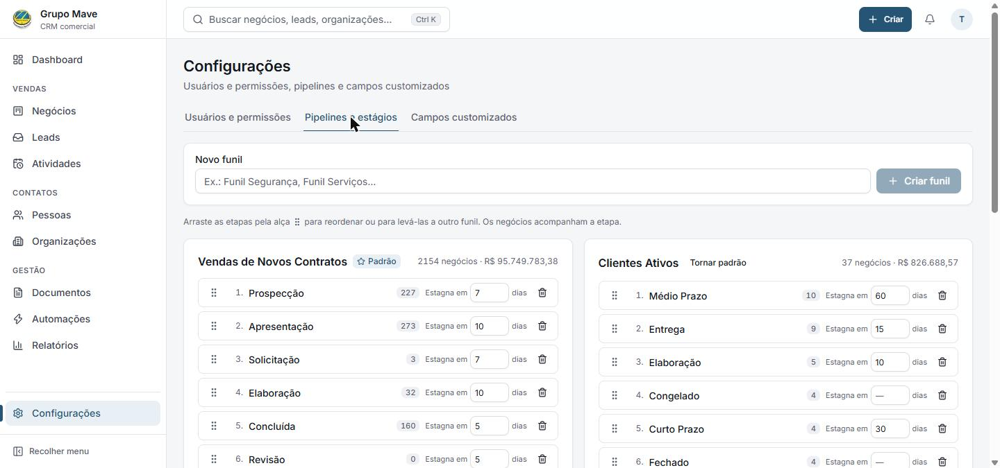 Grupo Mave
CRM comercial
Buscar negócios, leads, organizações... Ctrl K
Criar
T
Dashboard
VENDAS
Negócios
Leads
Atividades
CONTATOS
Pessoas
Organizações
GESTÃO
Documentos
Automações
Relatórios
Configurações
Recolher menu
Configurações
Usuários e permissões, pipelines e campos customizados
Usuários e permissões Pipelines e estágios Campos customizados
Novo funil
Ex.: Funil Segurança, Funil Serviços...
Criar funil
Arraste as etapas pela alça para reordenar ou para levá-las a outro funil. Os negócios acompanham a etapa.
Vendas de Novos Contratos Padrão 2154 negócios · R$ 95.749.783,38
1. Prospecção 227 Estagna em 7 dias
2. Apresentação 273 Estagna em 10 dias
3. Solicitação 3 Estagna em 7 dias
4. Elaboração 32 Estagna em 10 dias
5. Concluída 160 Estagna em 5 dias
6. Revisão 0 Estagna em 5 dias
Clientes Ativos Tornar padrão 37 negócios · R$ 826.688,57
1. Médio Prazo 10 Estagna em 60 dias
2. Entrega 9 Estagna em 15 dias
3. Elaboração 5 Estagna em 10 dias
4. Congelado 4 Estagna em — dias
5. Curto Prazo 4 Estagna em 30 dias
6. Fechado 4 Estagna em — dias